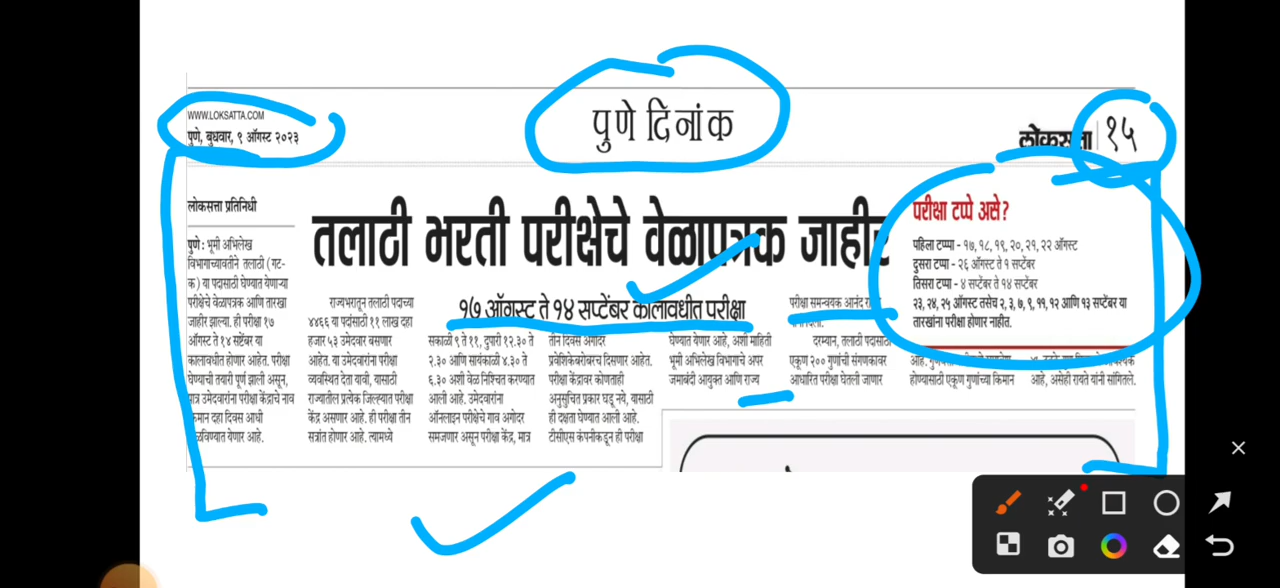 WWW.LOKSATTA.COM
पुणे, बुधवार, ९ ऑगस्ट २०२३
पुणे दिनांक
लोकसत्ता
१५
लोकसत्ता प्रतिनिधी
तलाठी भरती परीक्षेचे वेळापत्रक जाहीर
१७ ऑगस्ट ते १४ सप्टेंबर कालावधीत परीक्षा
पुणे : भूमी अभिलेख
विभागाच्यावतीने तलाठी (गट-
क) या पदासाठी घेण्यात येणाऱ्या
परीक्षेचे वेळापत्रक आणि तारखा
जाहीर झाल्या. ही परीक्षा १७
ऑगस्ट ते १४ सप्टेंबर या
कालावधीत होणार आहेत. परीक्षा
घेण्याची तयारी पूर्ण झाली असून,
मात्र उमेदवारांना परीक्षा केंद्राचे नाव
किमान दहा दिवस आधी
कळविण्यात येणार आहे.
राज्यभरातून तलाठी पदाच्या
४४६६ या पदांसाठी ११ लाख दहा
हजार ५३ उमेदवार बसणार
आहेत. या उमेदवारांना परीक्षा
व्यवस्थित देता यावी, यासाठी
राज्यातील प्रत्येक जिल्ह्यात परीक्षा
केंद्र असणार आहे. ही परीक्षा तीन
सत्रांत होणार आहे. त्यामध्ये
सकाळी ९ ते ११, दुपारी १२.३० ते
२.३० आणि सायंकाळी ४.३० ते
६.३० अशी वेळ निश्चित करण्यात
आली आहे. उमेदवारांना
ऑनलाइन परीक्षेचे गाव अगोदर
समजणार असून परीक्षा केंद्र, मात्र
तीन दिवस अगोदर
प्रवेशिकेबरोबरच दिसणार आहेत.
परीक्षा केंद्रावर कोणताही
अनुसुचित प्रकार घडू नये, यासाठी
ही दक्षता घेण्यात आली आहे.
टीसीएस कंपनीकडून ही परीक्षा
घेण्यात येणार आहे, अशी माहिती
भूमी अभिलेख विभागाचे अपर
जमाबंदी आयुक्त आणि राज्य
परीक्षा समन्वयक आनंद
दरम्यान, तलाठी पदासाठी
एकूण २०० गुणांची संगणकावर
आधारित परीक्षा घेतली जाणार
आहे.
होण्यासाठी एकूण गुणांच्या किमान
आहे, असेही रायते यांनी सांगितले.
परीक्षा टप्पे असे?
पहिला टप्पा - १७, १८, १९, २०, २१, २२ ऑगस्ट
दुसरा टप्पा - २६ ऑगस्ट ते १ सप्टेंबर
तिसरा टप्पा - ४ सप्टेंबर ते १४ सप्टेंबर
२३, २४, २५ ऑगस्ट तसेच २, ३, ७, ९, ११, १२ आणि १३ सप्टेंबर या
तारखांना परीक्षा होणार नाहीत.